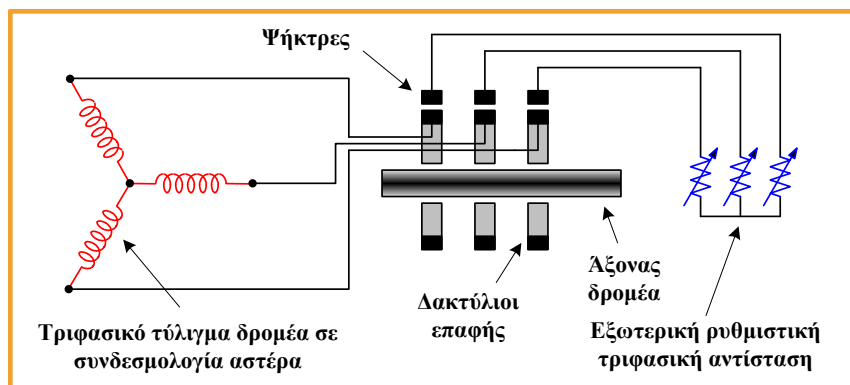 Ψήκτρες
Άξονας
δρομέα
Δακτύλιοι
επαφής
Τριφασικό τύλιγμα δρομέα σε
συνδεσμολογία αστέρα
Εξωτερική ρυθμιστική
τριφασική αντίσταση